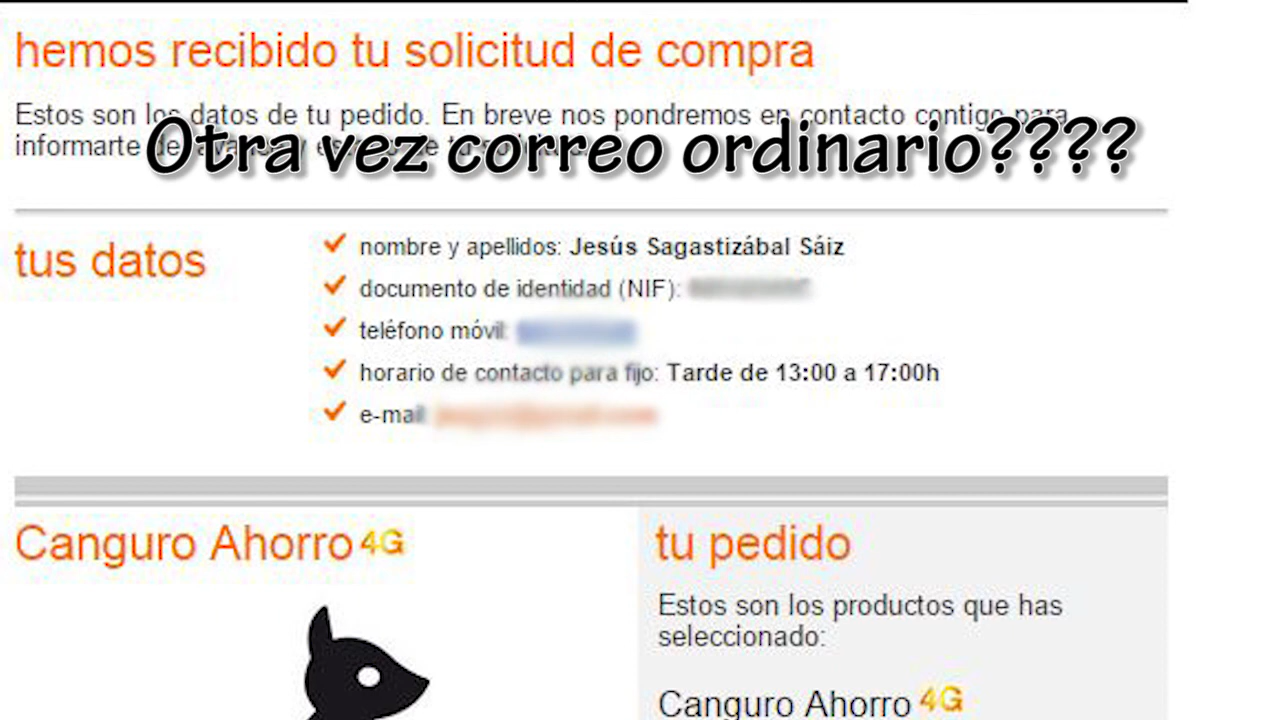 hemos recibido tu solicitud de compra
Estos son los datos de tu pedido. En breve nos pondremos en contacto contigo para
informarte
Otra vez correo ordinario????
tus datos
nombre y apellidos: Jesús Sagastizábal Sáiz
documento de identidad (NIF):
teléfono móvil:
horario de contacto para fijo: Tarde de 13:00 a 17:00h
e-mail
Canguro Ahorro 4G
tu pedido
Estos son los productos que has
seleccionado:
Canguro Ahorro 4G